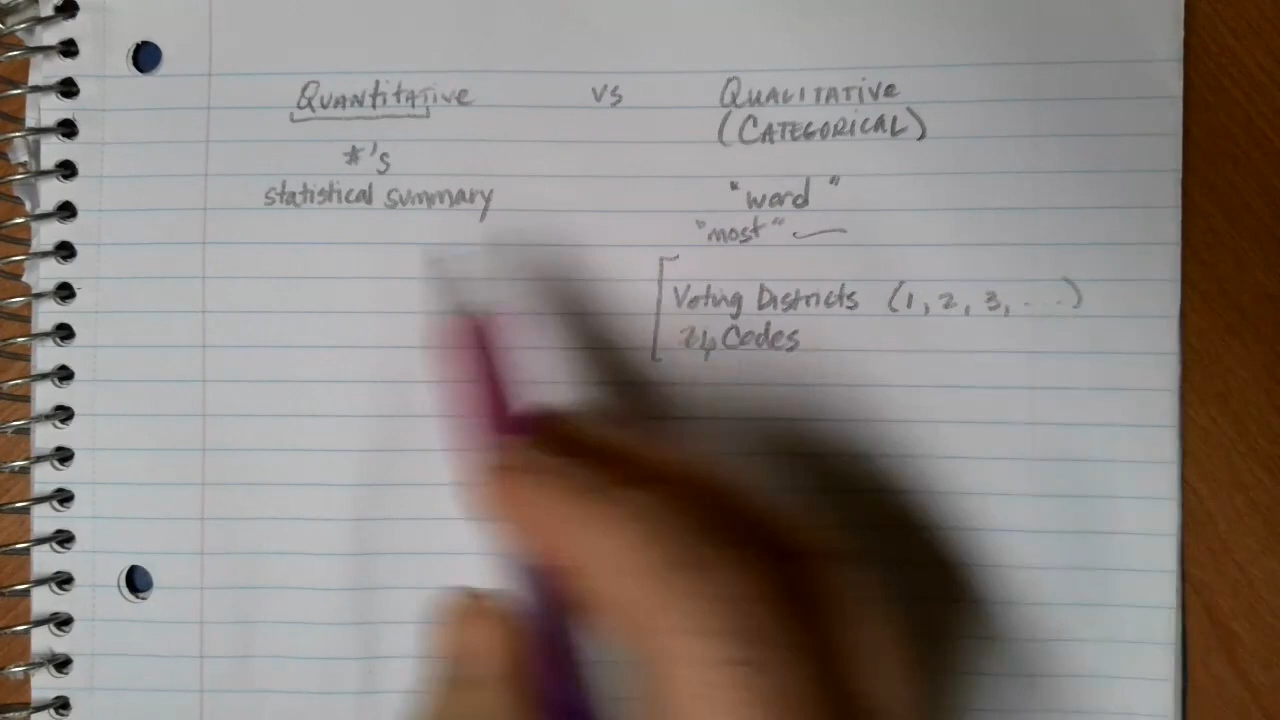 Quantitative vs Qualitative
(Categorical)
#'s
statistical summary
"word"
"most"
Voting Districts (1, 2, 3, ...)
Codes